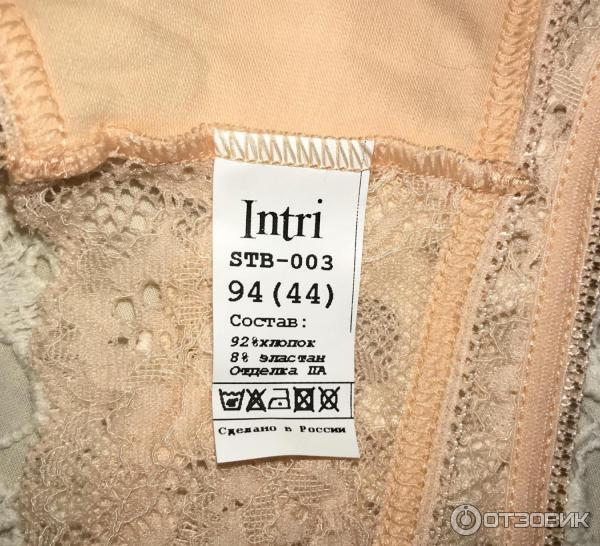 Intri
STB-003
94(44)
Состав:
92%хлопок
8% эластан
Отделка ПА
Сделано в России
ОТЗОВИК